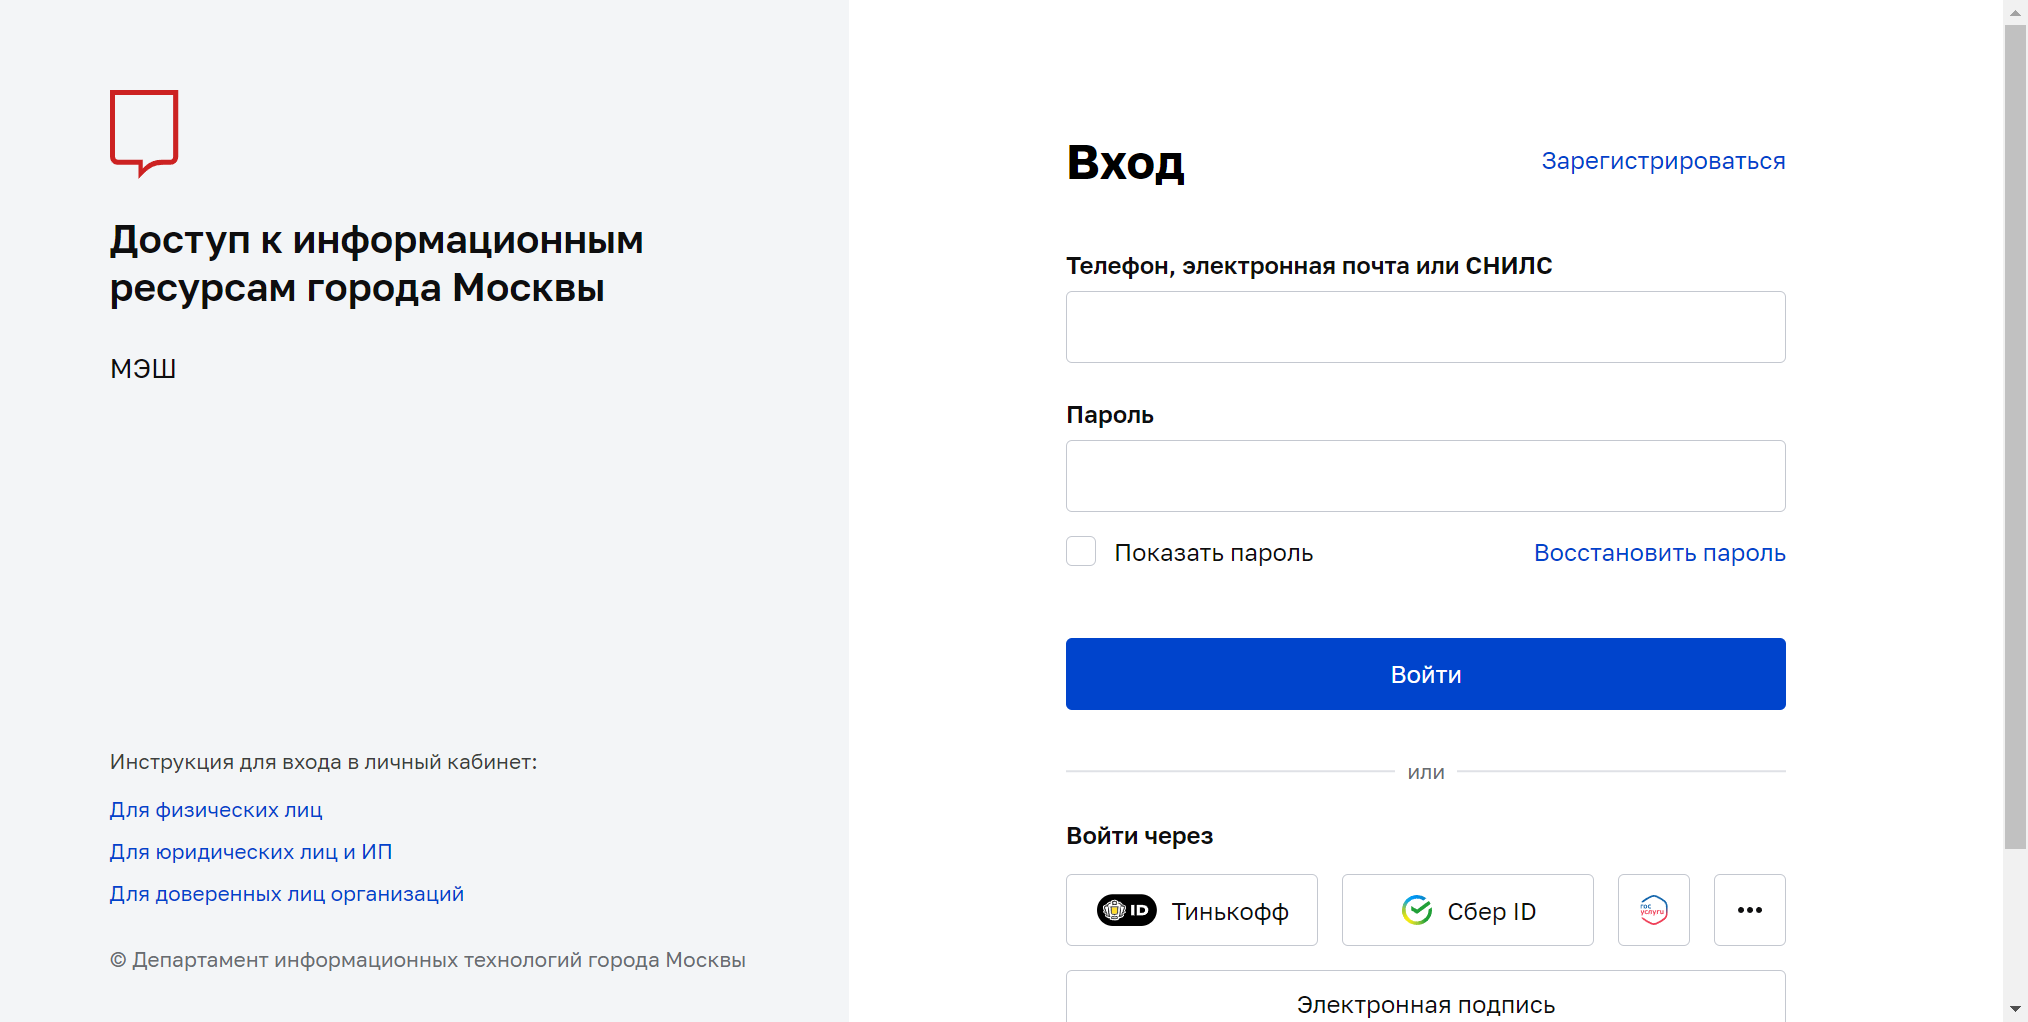 Доступ к информационным
ресурсам города Москвы
МЭШ
Инструкция для входа в личный кабинет:
Для физических лиц
Для юридических лиц и ИП
Для доверенных лиц организаций
© Департамент информационных технологий города Москвы
Вход
Зарегистрироваться
Телефон, электронная почта или СНИЛС
Пароль
Показать пароль
Восстановить пароль
Войти
или
Войти через
ID Тинькофф
Сбер ID
гос
услуги
•••
Электронная подпись